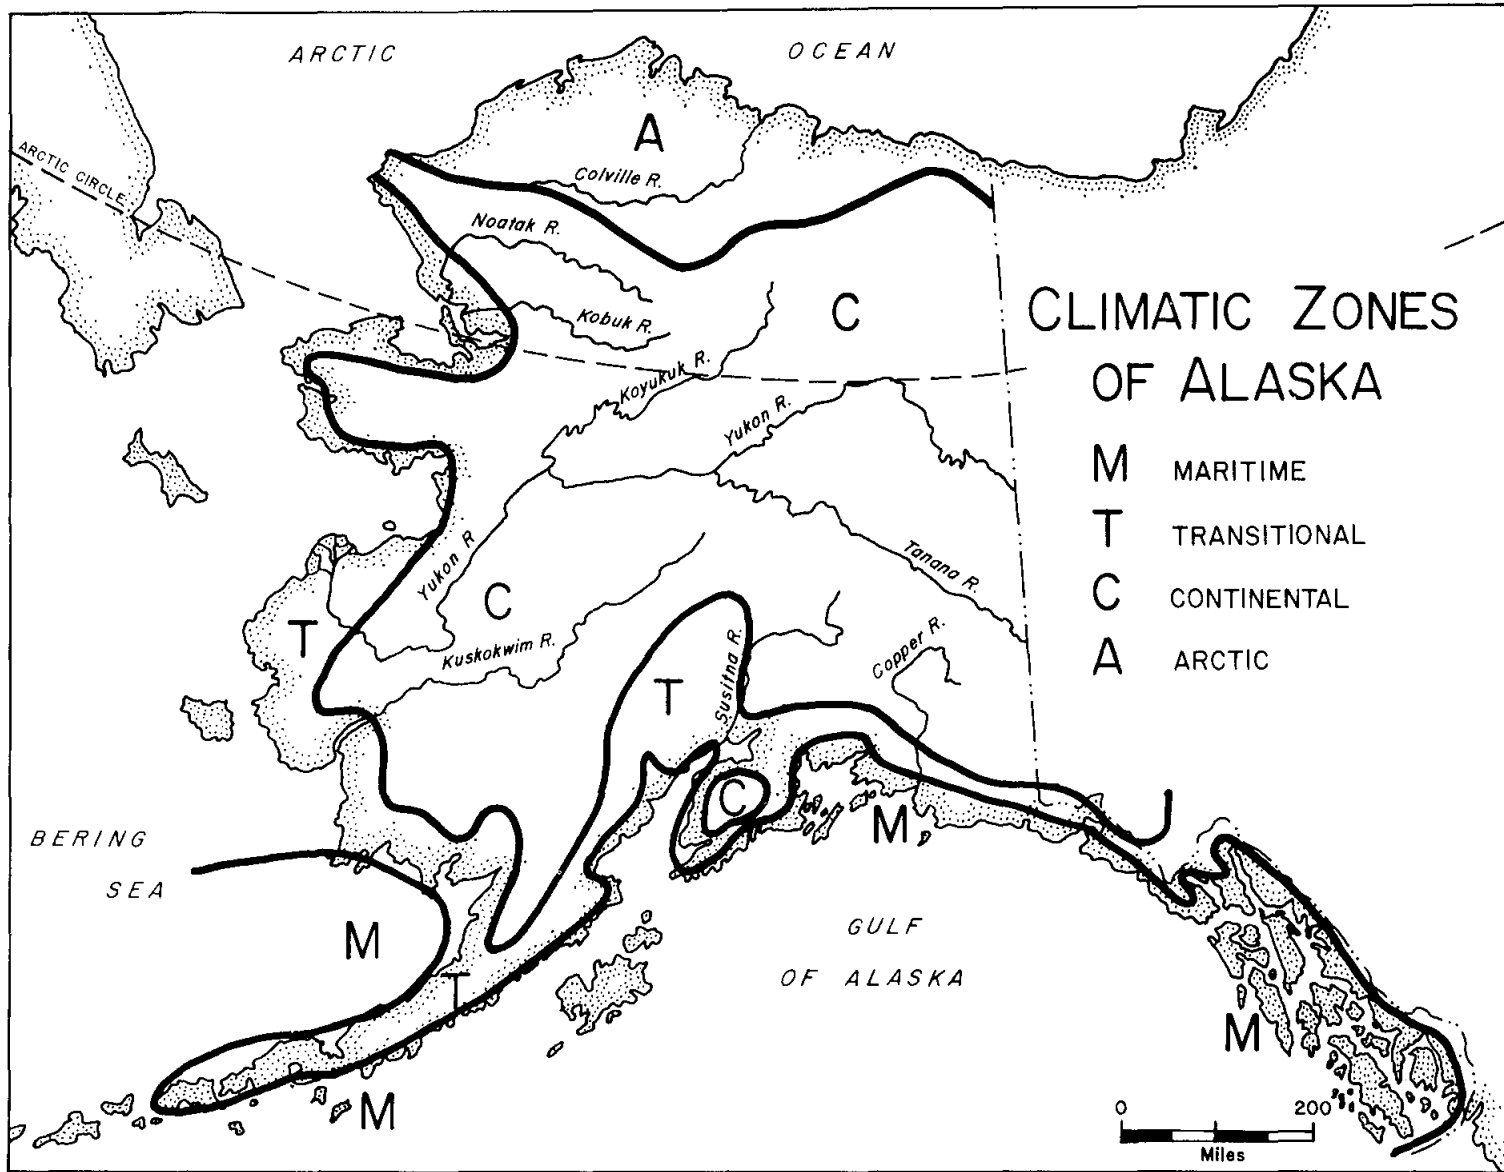 ARCTIC OCEAN
A
ARCTIC CIRCLE
Colville R.
Noatak R.
Kobuk R.
C
CLIMATIC ZONES
OF ALASKA
Koyukuk R.
Yukon R.
M MARITIME
T TRANSITIONAL
C CONTINENTAL
A ARCTIC
Tanana R.
Yukon R
C
T
Kuskokwim R.
Copper R.
Susitna R.
T
C
M
BERING
SEA
M
GULF
OF ALASKA
T
M
M
0 200
Miles